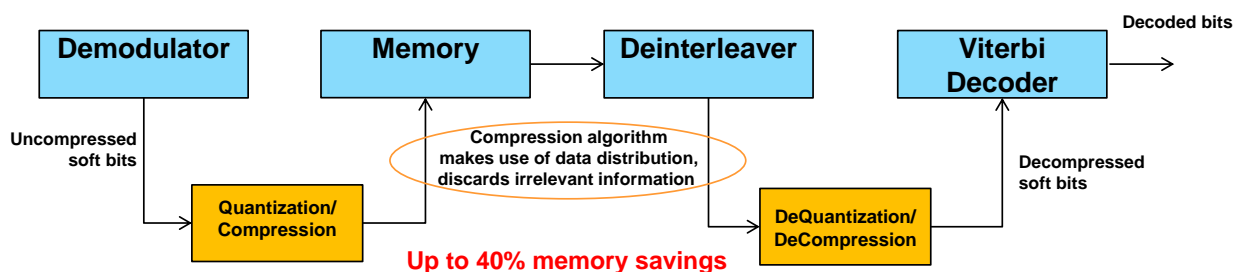 Decoded bits
Demodulator
Memory
Deinterleaver
Viterbi
Decoder
Uncompressed
soft bits
Compression algorithm
makes use of data distribution,
discards irrelevant information
Decompressed
soft bits
Quantization/
Compression
DeQuantization/
DeCompression
Up to 40% memory savings